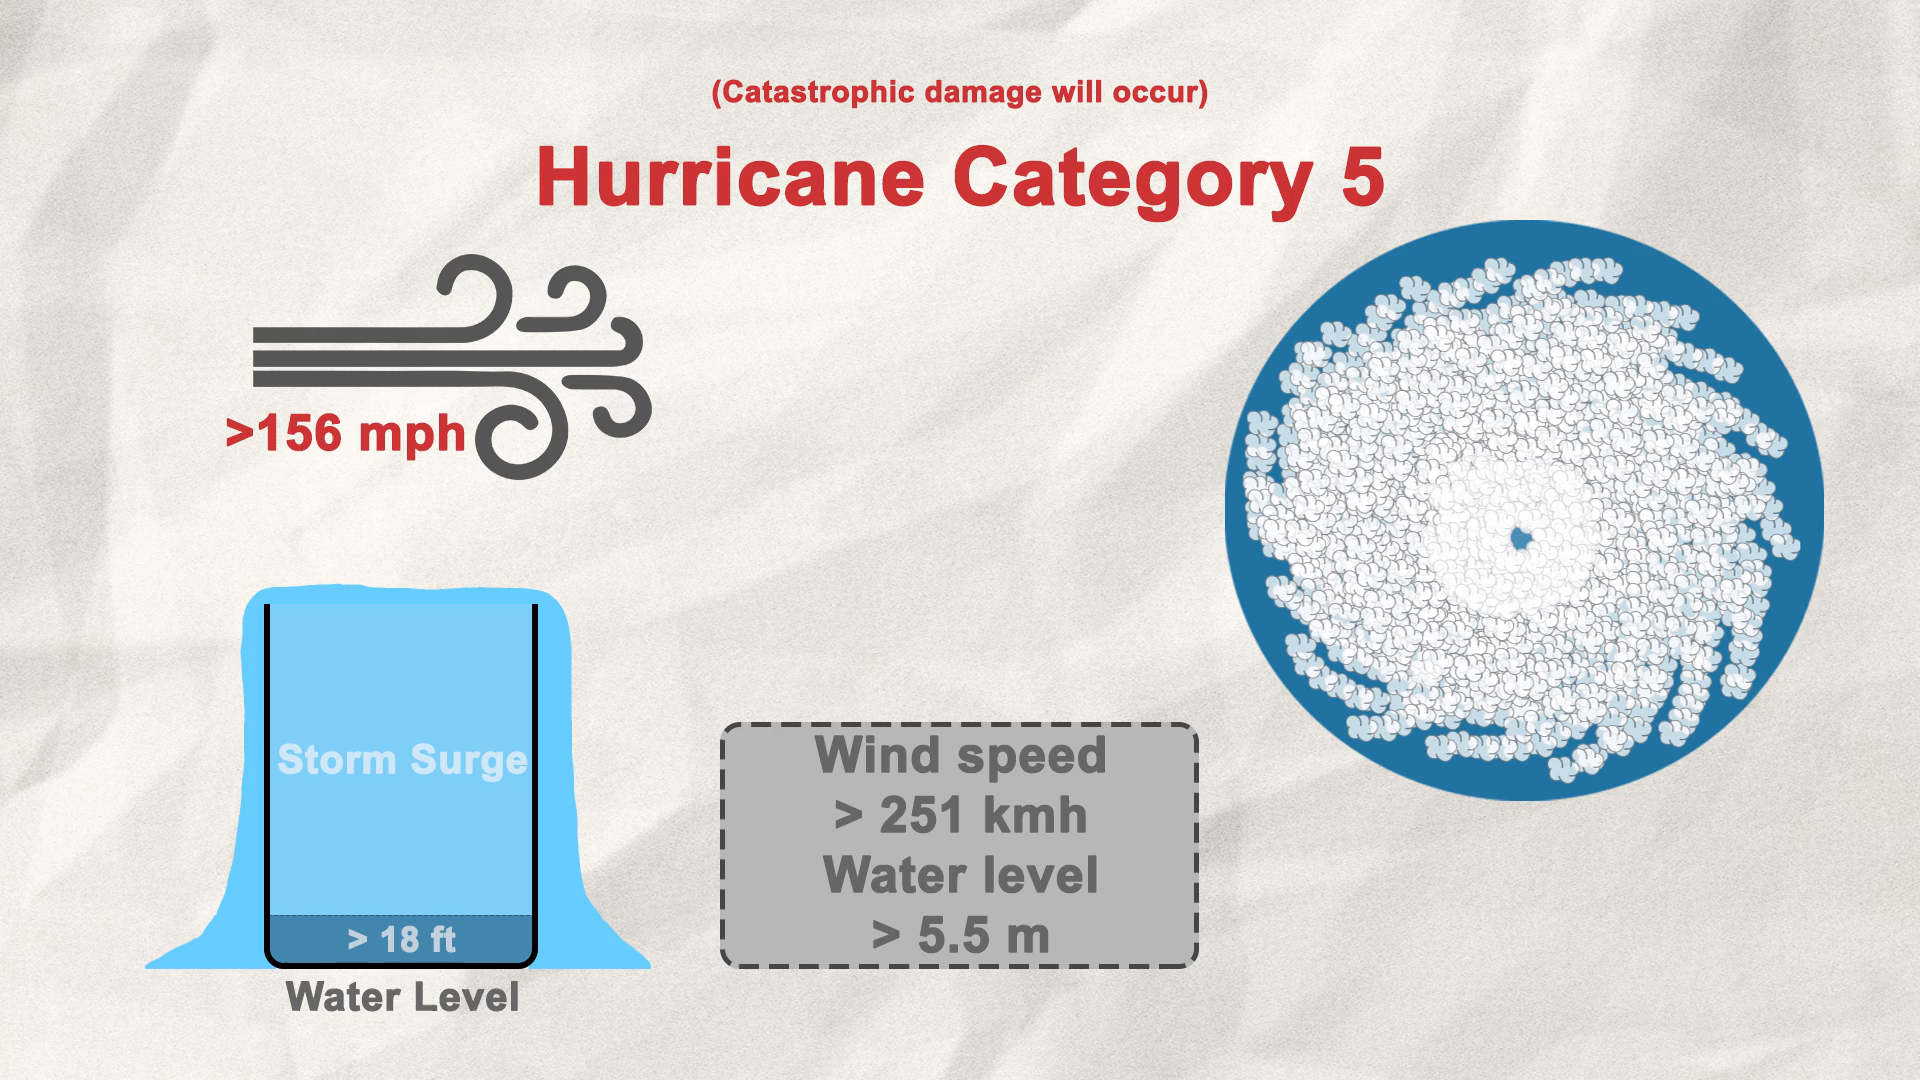 (Catastrophic damage will occur)
Hurricane Category 5
>156 mph
Storm Surge
> 18 ft
Water Level
Wind speed
> 251 kmh
Water level
> 5.5 m